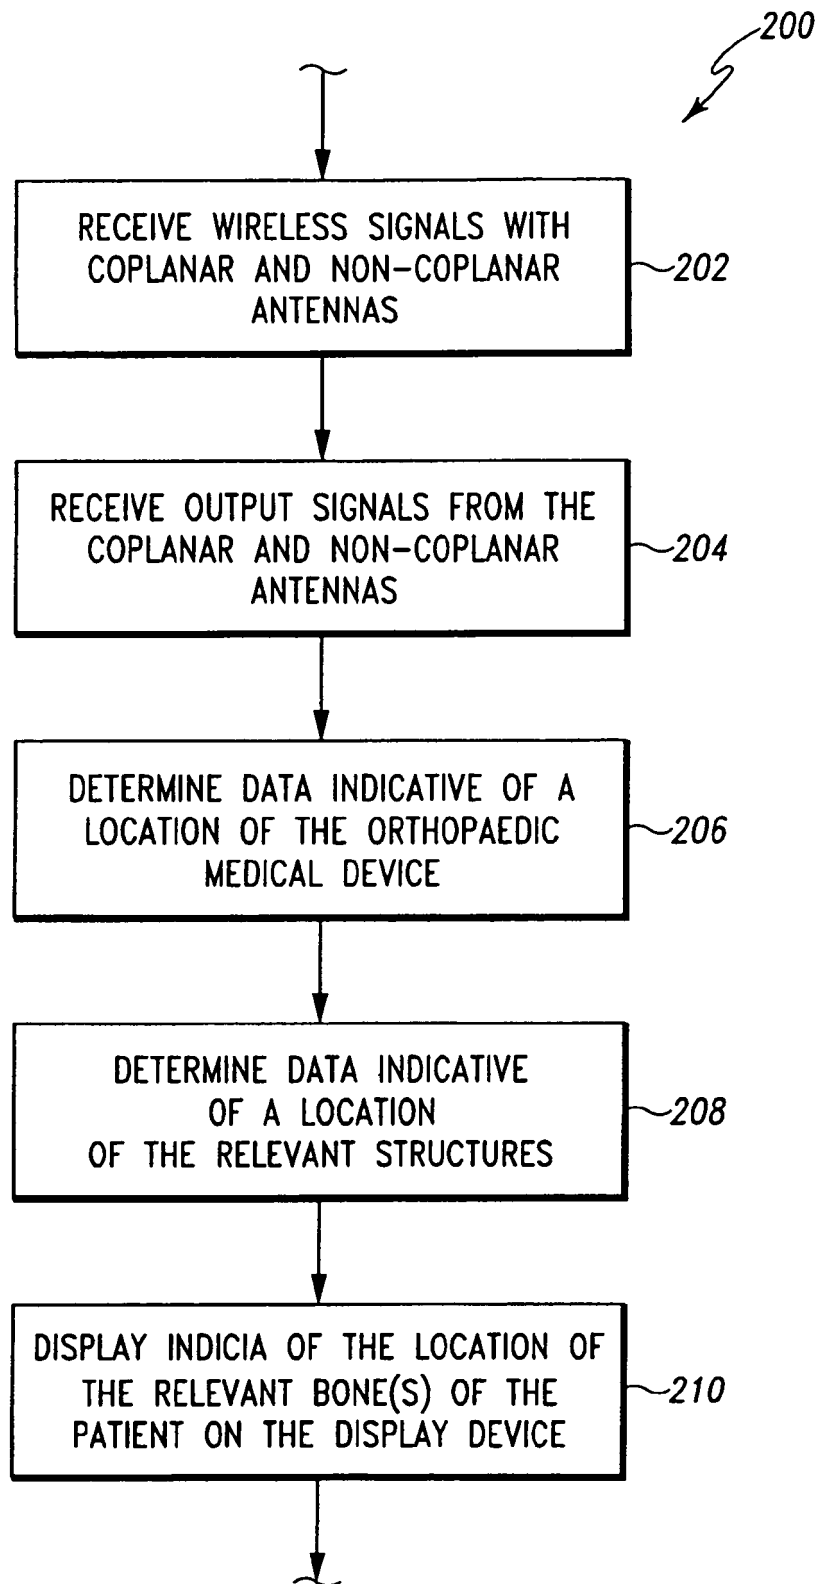 200
RECEIVE WIRELESS SIGNALS WITH
COPLANAR AND NON-COPLANAR
ANTENNAS
202
RECEIVE OUTPUT SIGNALS FROM THE
COPLANAR AND NON-COPLANAR
ANTENNAS
204
DETERMINE DATA INDICATIVE OF A
LOCATION OF THE ORTHOPAEDIC
MEDICAL DEVICE
206
DETERMINE DATA INDICATIVE
OF A LOCATION
OF THE RELEVANT STRUCTURES
208
DISPLAY INDICIA OF THE LOCATION OF
THE RELEVANT BONE(S) OF THE
PATIENT ON THE DISPLAY DEVICE
210